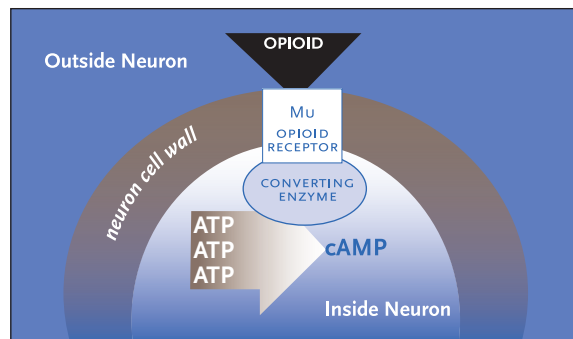 OPIOID
Outside Neuron
Mu
OPIOID
RECEPTOR
neuron cell wall
CONVERTING
ENZYME
ATP
ATP
ATP
cAMP
Inside Neuron